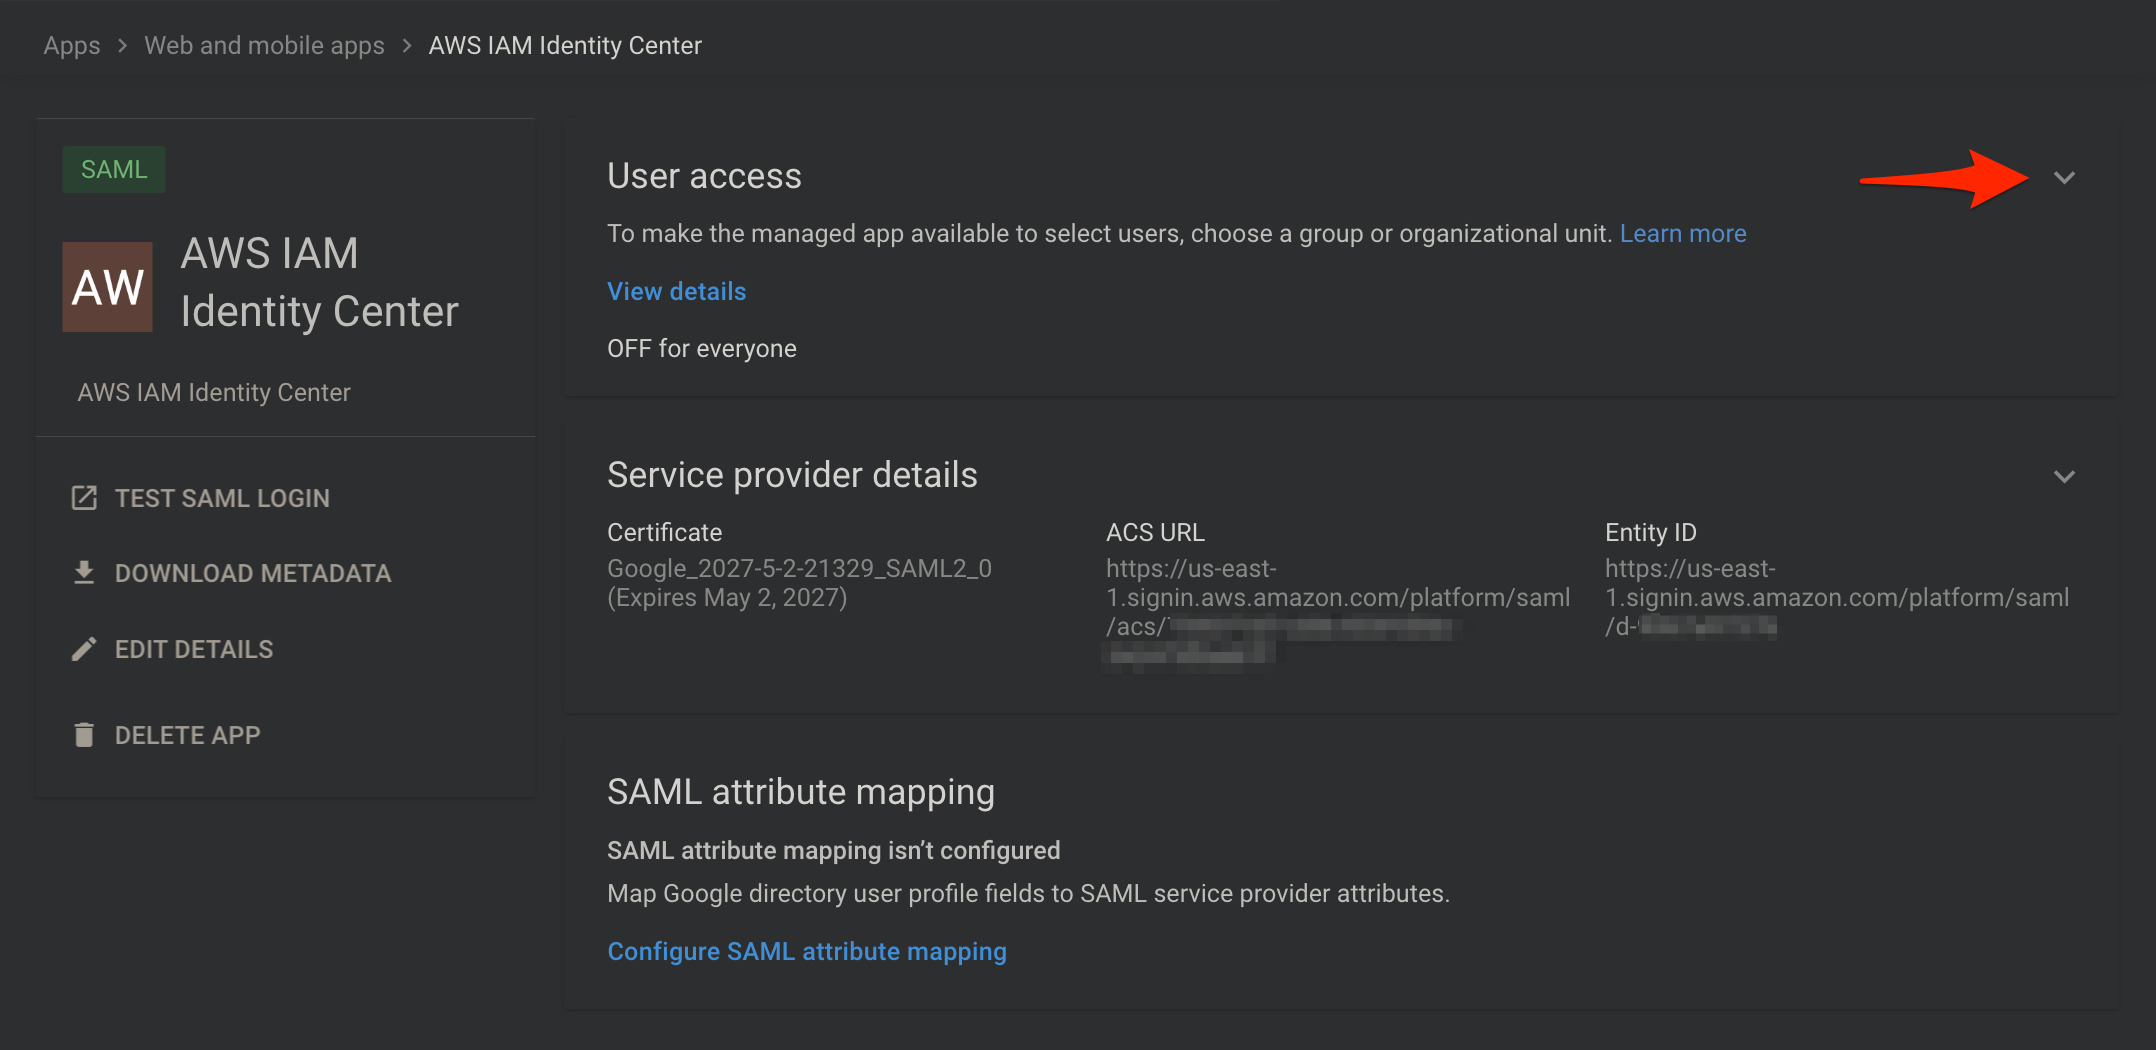 Apps > Web and mobile apps > AWS IAM Identity Center
SAML
AW
AWS IAM
Identity Center
AWS IAM Identity Center
TEST SAML LOGIN
DOWNLOAD METADATA
EDIT DETAILS
DELETE APP
User access
To make the managed app available to select users, choose a group or organizational unit. Learn more
View details
OFF for everyone
Service provider details
Certificate
Google_2027-5-2-21329_SAML2_0
(Expires May 2, 2027)
ACS URL
https://us-east-
1.signin.aws.amazon.com/platform/saml
/acs/
Entity ID
https://us-east-
1.signin.aws.amazon.com/platform/saml
/d-
SAML attribute mapping
SAML attribute mapping isn’t configured
Map Google directory user profile fields to SAML service provider attributes.
Configure SAML attribute mapping